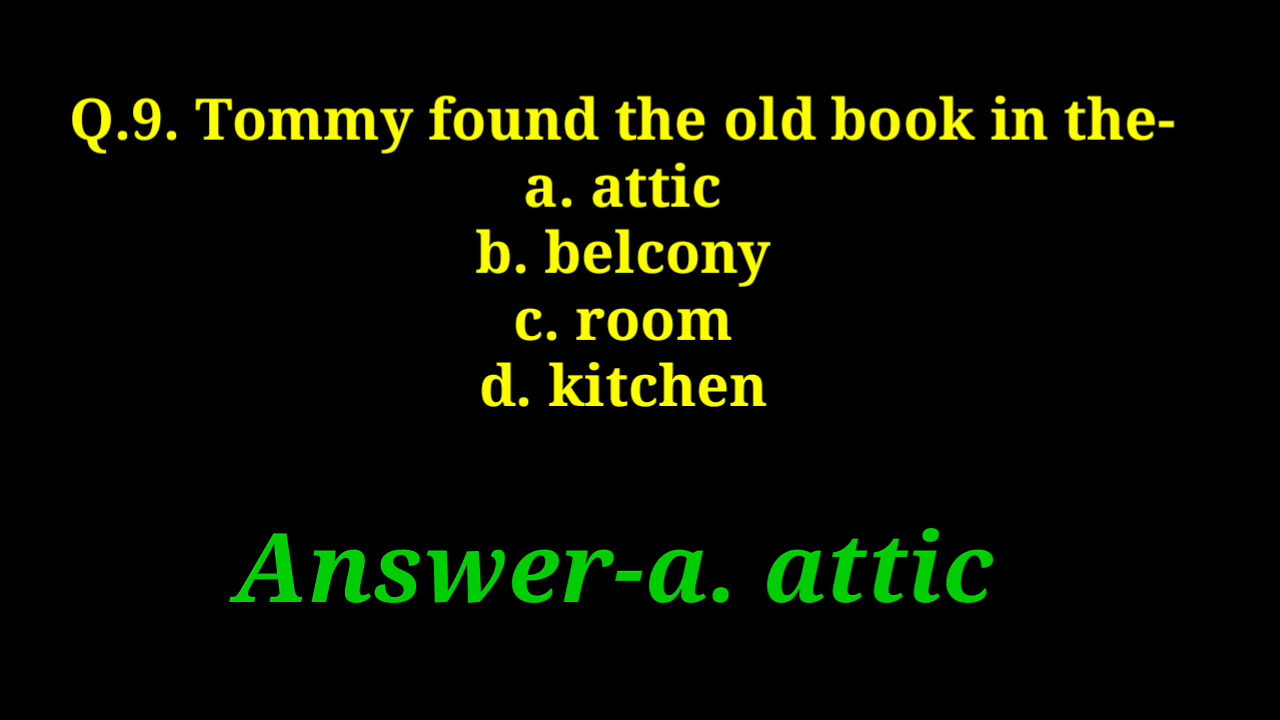 Q.9. Tommy found the old book in the-
a. attic
b. belcony
c. room
d. kitchen
Answer-a. attic